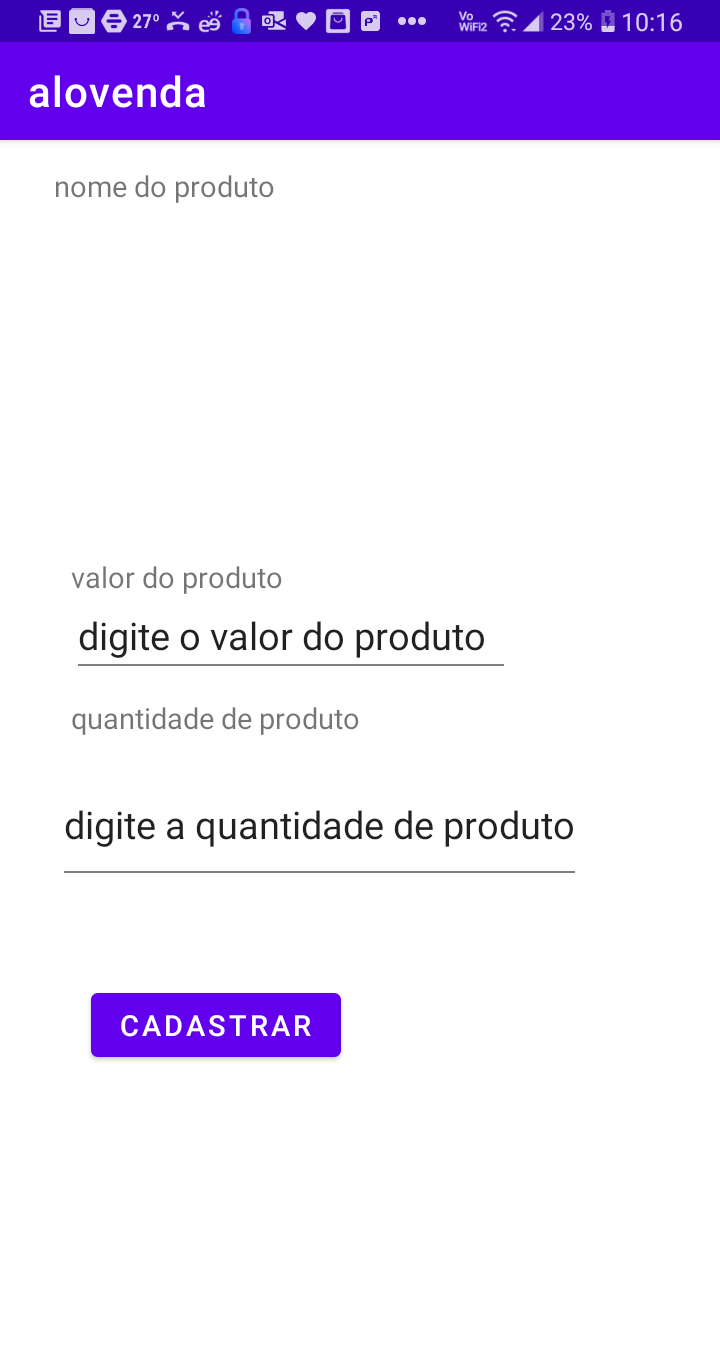 27° Vo WiFi2 23% 10:16
alovenda
nome do produto
valor do produto
digite o valor do produto
quantidade de produto
digite a quantidade de produto
CADASTRAR